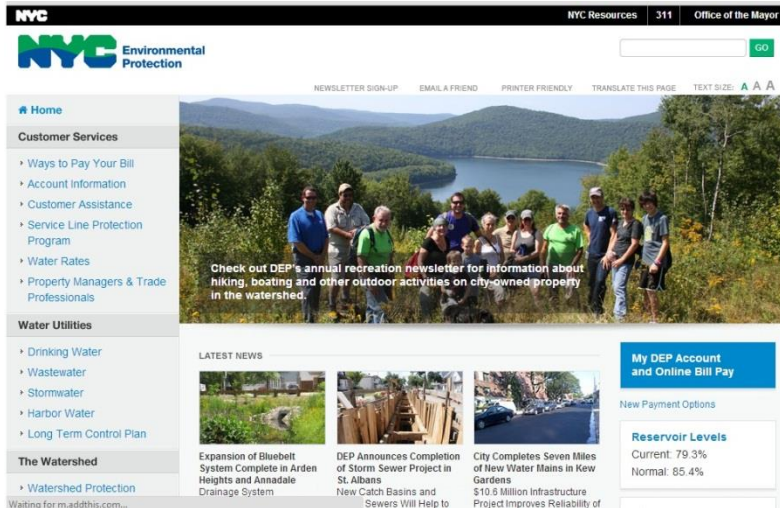 NYC
NYC Resources 311 Office of the Mayor
NYC Environmental
Protection
GO
NEWSLETTER SIGN-UP EMAIL A FRIEND PRINTER FRIENDLY TRANSLATE THIS PAGE TEXT SIZE: A A A
Home
Customer Services
Ways to Pay Your Bill
Account Information
Customer Assistance
Service Line Protection
Program
Water Rates
Property Managers & Trade
Professionals
Water Utilities
Drinking Water
Wastewater
Stormwater
Harbor Water
Long Term Control Plan
The Watershed
Watershed Protection
Waiting for m.addthis.com...
Check out DEP's annual recreation newsletter for information about
hiking, boating and other outdoor activities on city-owned property
in the watershed.
LATEST NEWS
Expansion of Bluebelt
System Complete in Arden
Heights and Annadale
Drainage System
DEP Announces Completion
of Storm Sewer Project in
St. Albans
New Catch Basins and
Sewers Will Help to
City Completes Seven Miles
of New Water Mains in Kew
Gardens
$10.6 Million Infrastructure
Project Improves Reliability of
My DEP Account
and Online Bill Pay
New Payment Options
Reservoir Levels
Current: 79.3%
Normal: 85.4%